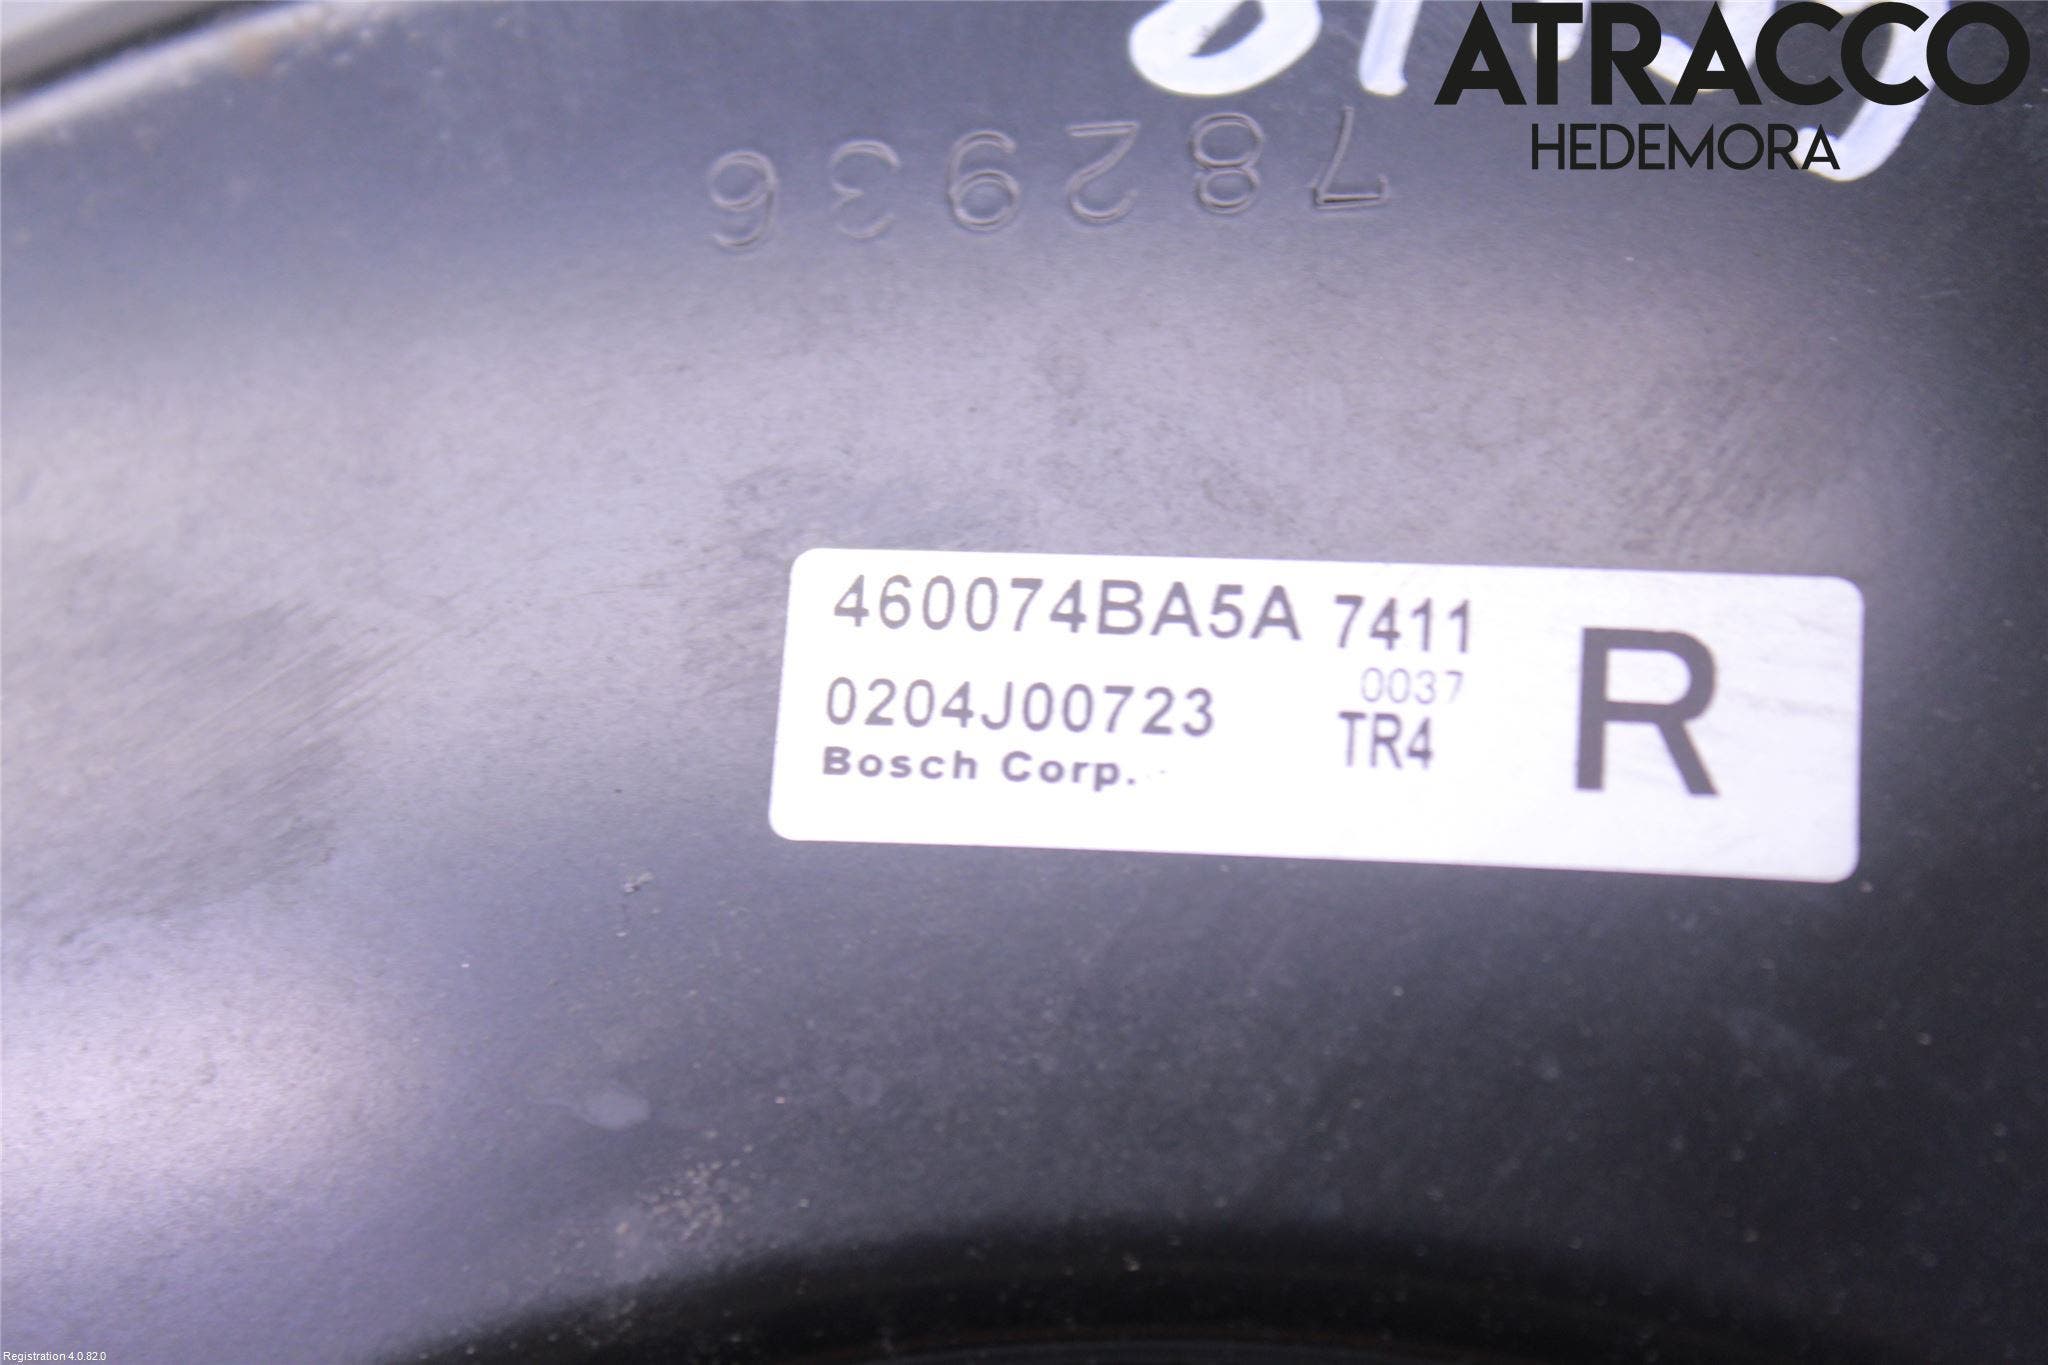 ATRACCO
HEDEMORA
782936
460074BA5A 7411
0037
0204J00723
TR4
R
Bosch Corp.
Registration 4.0.82.0